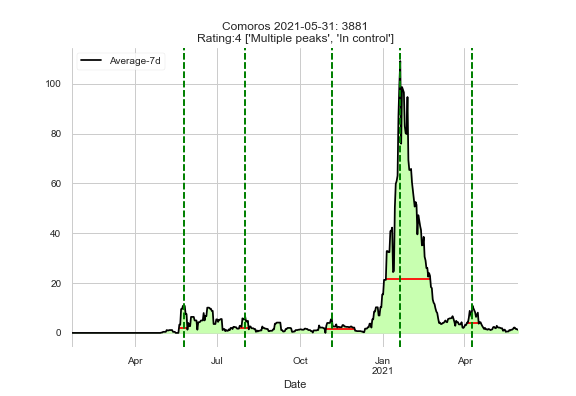 Comoros 2021-05-31: 3881
Rating:4 ['Multiple peaks', 'In control']
Average-7d
100
80
60
40
20
0
Apr
Jul
Oct
Jan
2021
Apr
Date